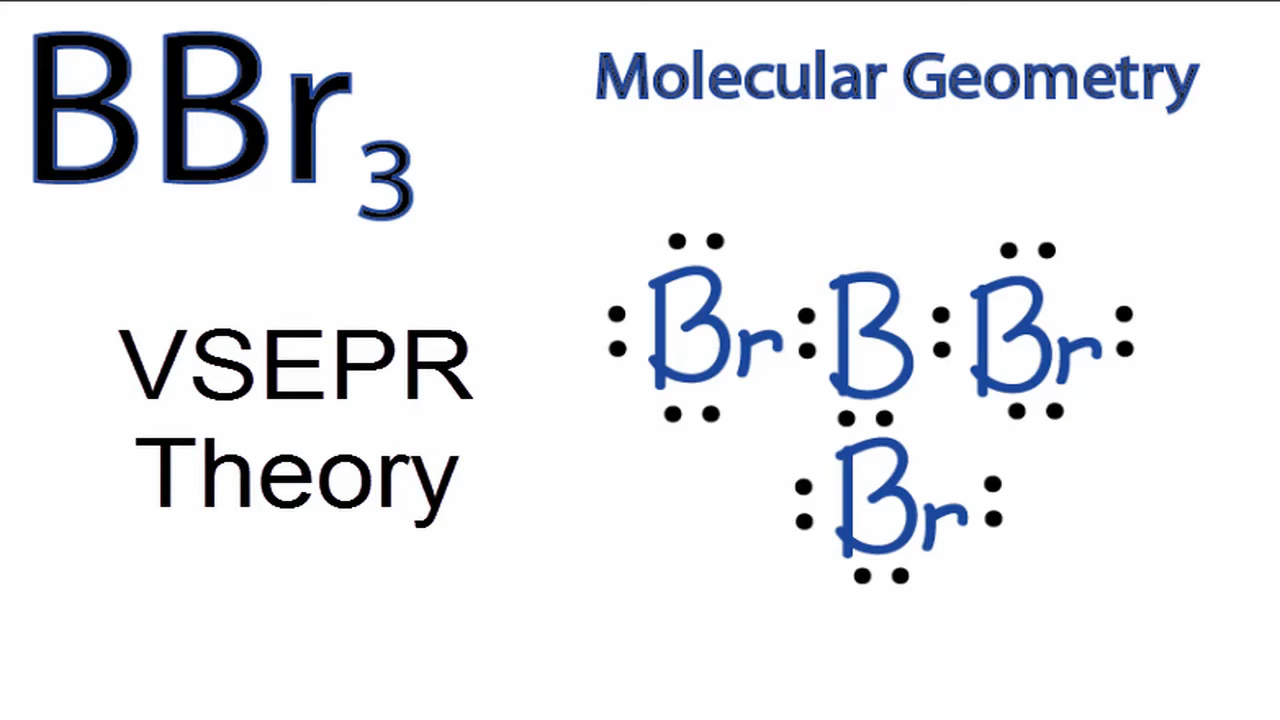 BBr₃
Molecular Geometry
VSEPR
Theory
Br B Br
Br